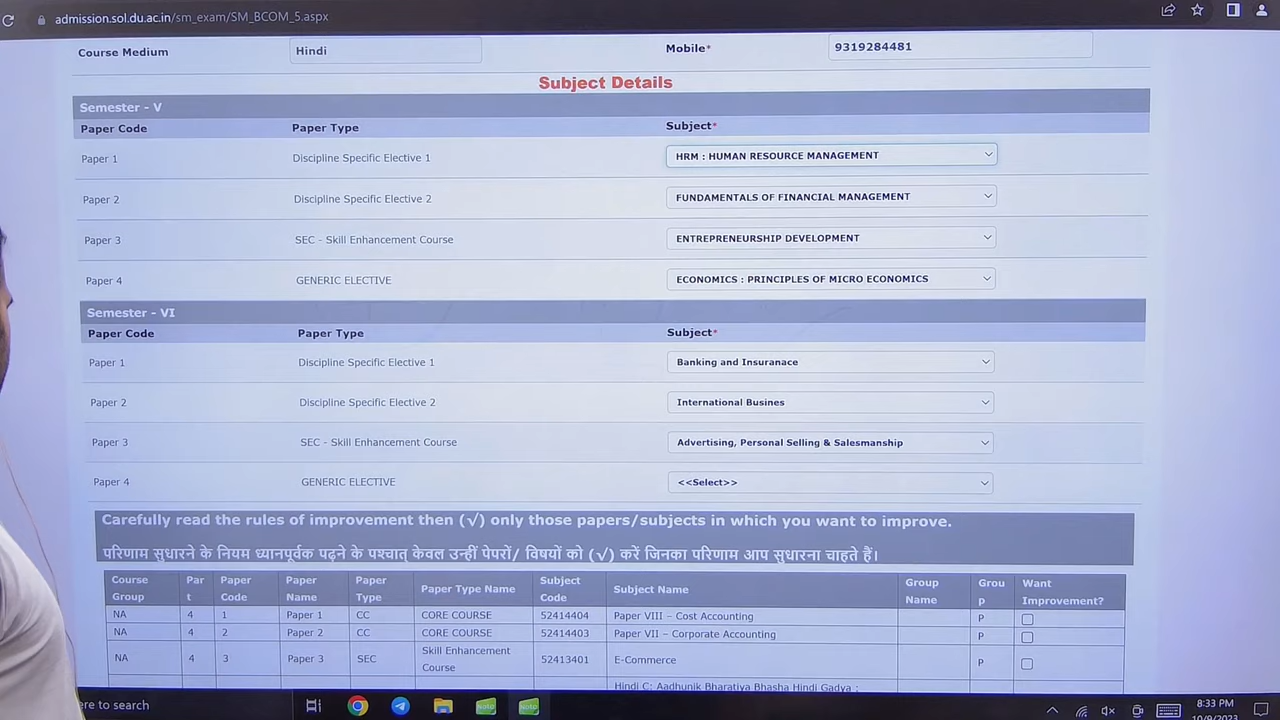 admission.sol.du.ac.in/sm_exam/SM_BCOM_5.aspx
Course Medium Hindi Mobile* 9319284481
Subject Details
Semester - V
Paper Code Paper Type Subject*
Paper 1 Discipline Specific Elective 1 HRM : HUMAN RESOURCE MANAGEMENT
Paper 2 Discipline Specific Elective 2 FUNDAMENTALS OF FINANCIAL MANAGEMENT
Paper 3 SEC - Skill Enhancement Course ENTREPRENEURSHIP DEVELOPMENT
Paper 4 GENERIC ELECTIVE ECONOMICS : PRINCIPLES OF MICRO ECONOMICS
Semester - VI
Paper Code Paper Type Subject*
Paper 1 Discipline Specific Elective 1 Banking and Insuranace
Paper 2 Discipline Specific Elective 2 International Busines
Paper 3 SEC - Skill Enhancement Course Advertising, Personal Selling & Salesmanship
Paper 4 GENERIC ELECTIVE <<Select>>
Carefully read the rules of improvement then (√) only those papers/subjects in which you want to improve.
परिणाम सुधारने के नियम ध्यानपूर्वक पढ़ने के पश्चात् केवल उन्हीं पेपरों/ विषयों को (√) करें जिनका परिणाम आप सुधारना चाहते हैं।
Course Group Par t Paper Code Paper Name Paper Type Paper Type Name Subject Code Subject Name Group Name Grou p Want Improvement?
NA 4 1 Paper 1 CC CORE COURSE 52414404 Paper VIII – Cost Accounting P
NA 4 2 Paper 2 CC CORE COURSE 52414403 Paper VII – Corporate Accounting P
NA 4 3 Paper 3 SEC Skill Enhancement Course 52413401 E-Commerce P
Hindi C: Aadhunik Bharatiya Bhasha Hindi Gadya :
ere to search
8:33 PM
10/9/2023